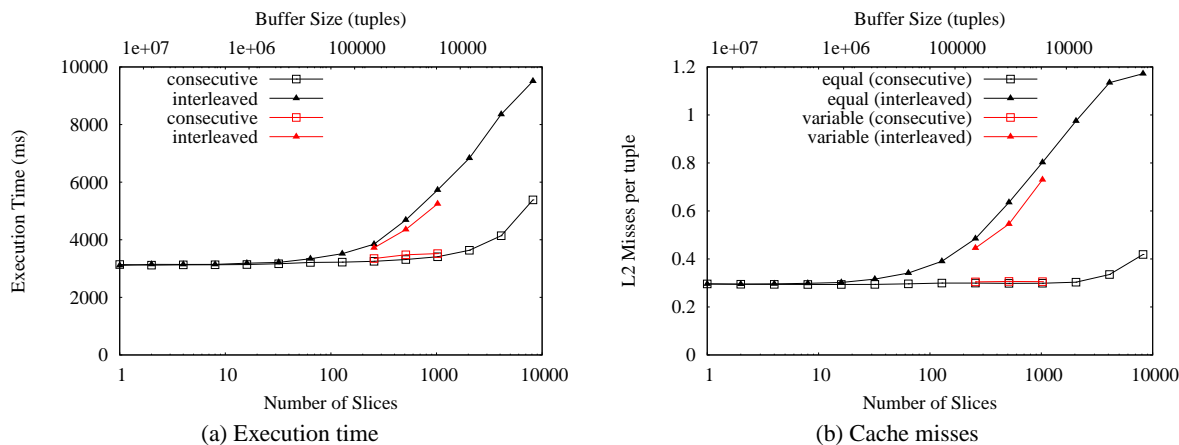 Buffer Size (tuples)
1e+07 1e+06 100000 10000
10000
8000
6000
4000
2000
0
Execution Time (ms)
consecutive
interleaved
consecutive
interleaved
1 10 100 1000 10000
Number of Slices
(a) Execution time
Buffer Size (tuples)
1e+07 1e+06 100000 10000
1.2
1
0.8
0.6
0.4
0.2
0
L2 Misses per tuple
equal (consecutive)
equal (interleaved)
variable (consecutive)
variable (interleaved)
1 10 100 1000 10000
Number of Slices
(b) Cache misses